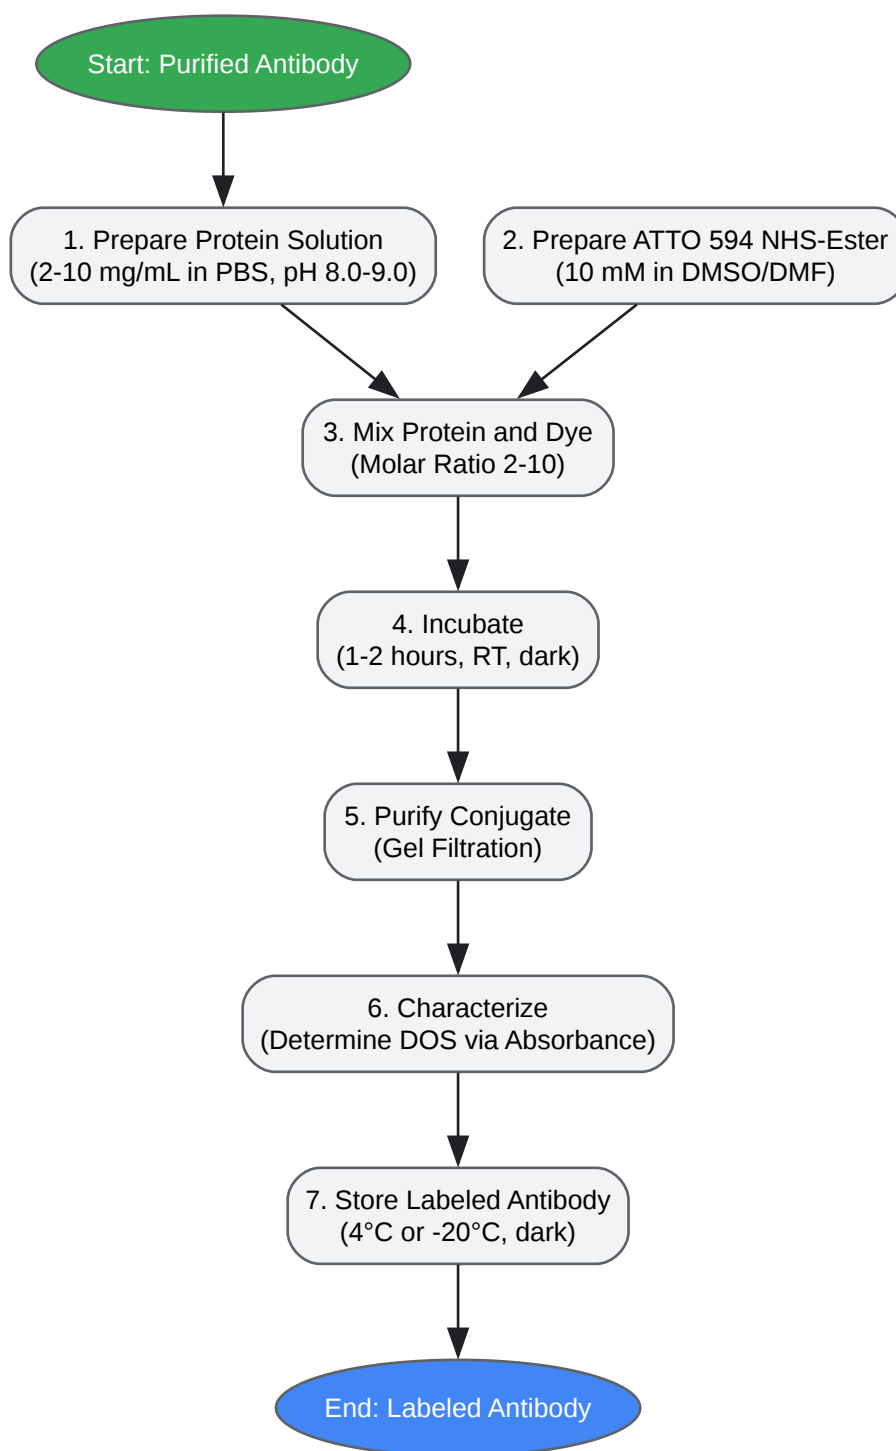 Start: Purified Antibody
1. Prepare Protein Solution
(2-10 mg/mL in PBS, pH 8.0-9.0)
2. Prepare ATTO 594 NHS-Ester
(10 mM in DMSO/DMF)
3. Mix Protein and Dye
(Molar Ratio 2-10)
4. Incubate
(1-2 hours, RT, dark)
5. Purify Conjugate
(Gel Filtration)
6. Characterize
(Determine DOS via Absorbance)
7. Store Labeled Antibody
(4°C or -20°C, dark)
End: Labeled Antibody